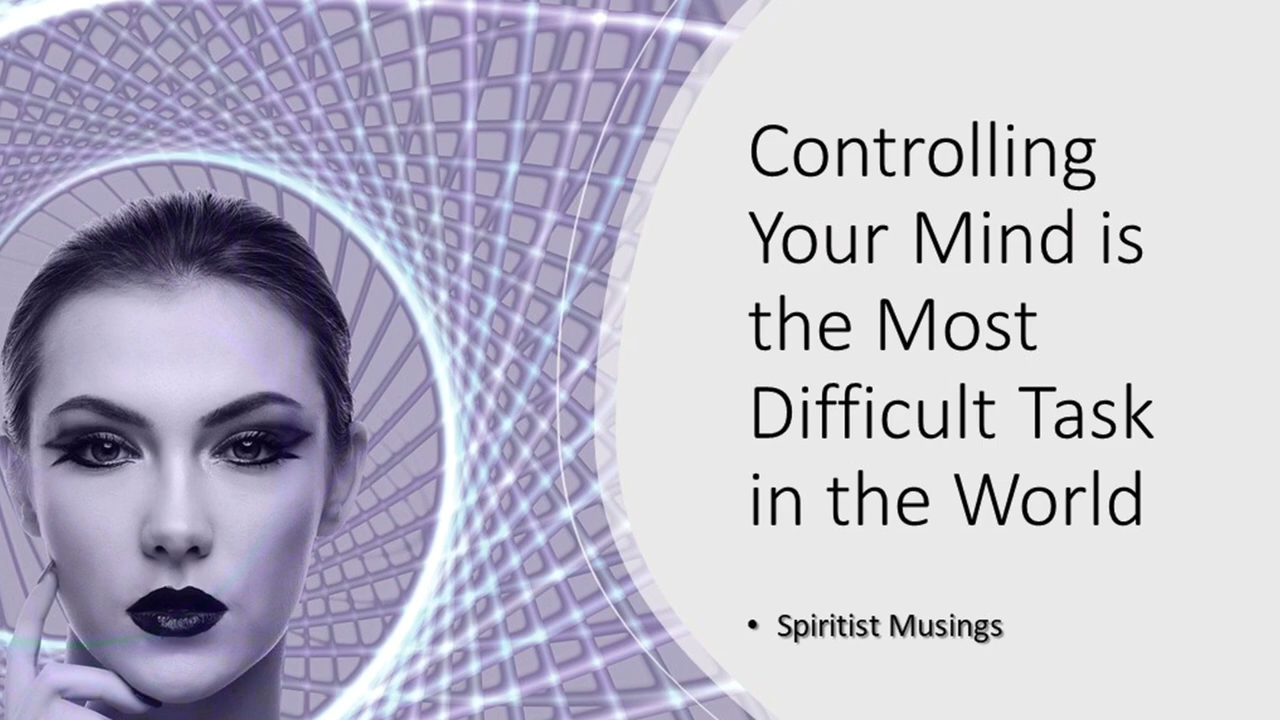 Controlling
Your Mind is
the Most
Difficult Task
in the World
• Spiritist Musings